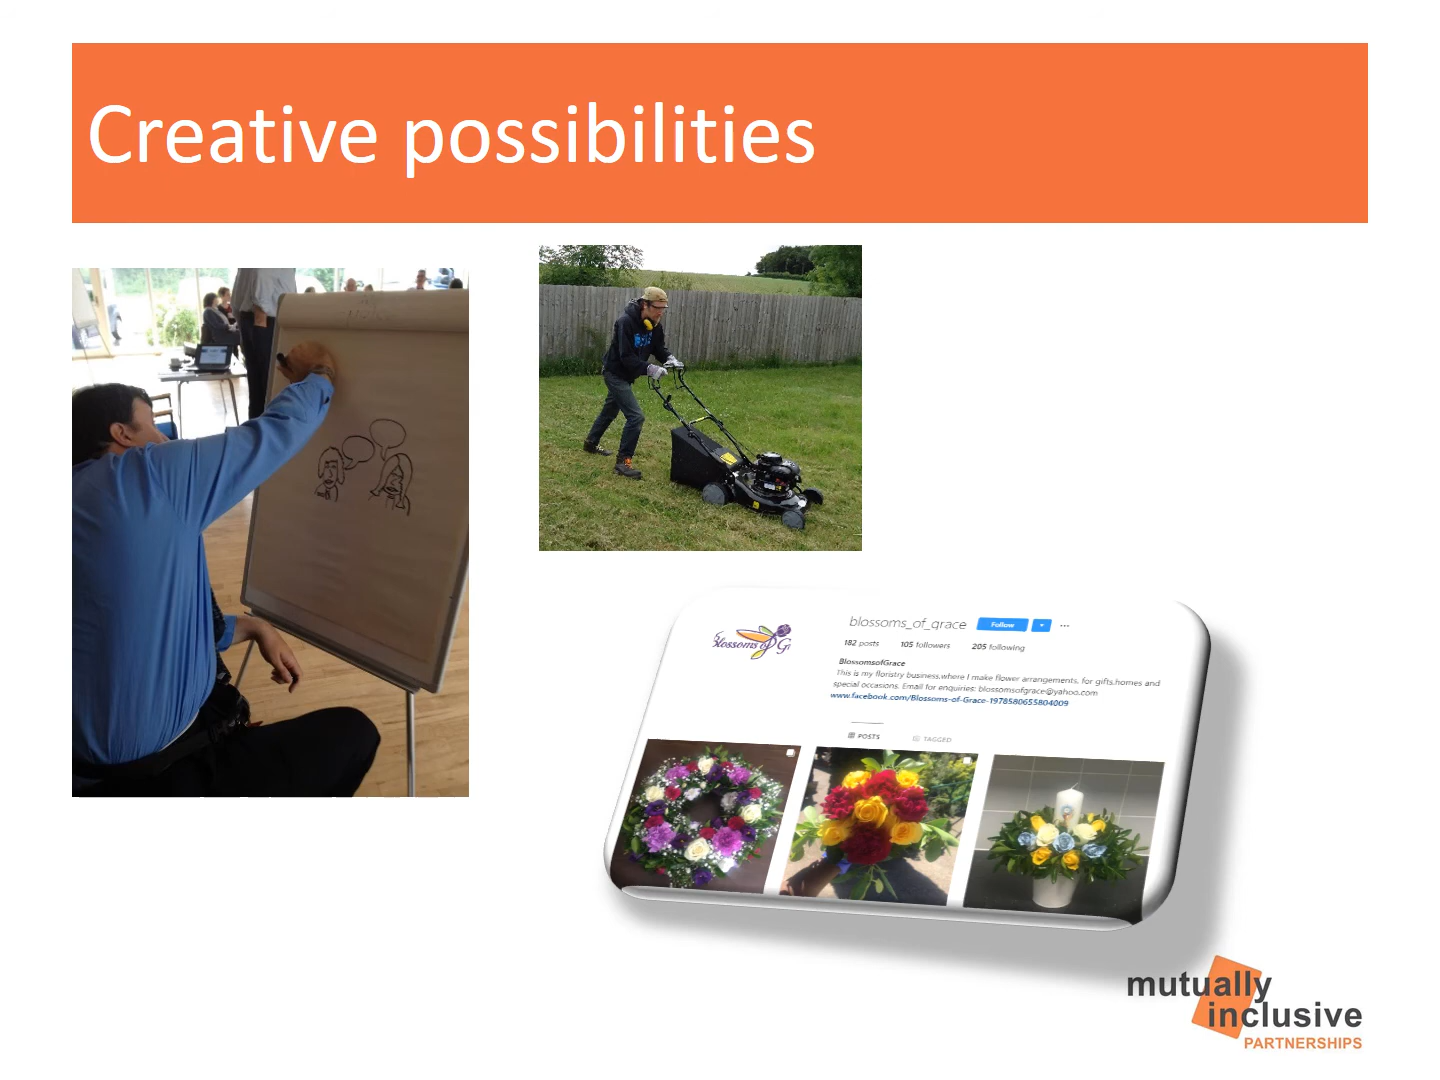 Creative possibilities
blossoms_of_grace Follow
182 posts 105 followers 205 following
BlossomsofGrace
This is my floristry business,where I make flower arrangements, for gifts,homes and
special occasions. Email for enquiries: blossomsofgrace@yahoo.com
www.facebook.com/Blossoms-of-Grace-1978580655804009
POSTS TAGGED
mutually
inclusive
PARTNERSHIPS